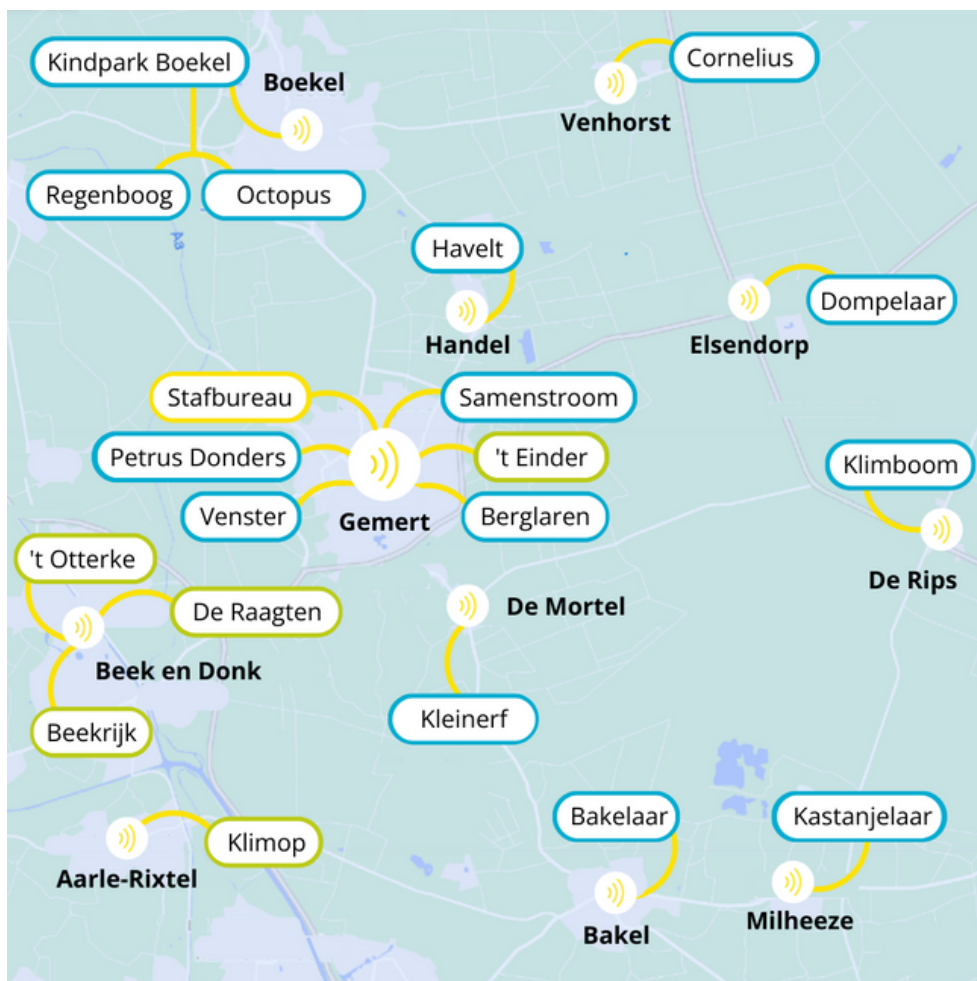 Kindpark Boekel
Boekel
Cornelius
Venhorst
Regenboog
Octopus
Aa
Havelt
Handel
Dompelaar
Elsendorp
Stafbureau
Samenstroom
Petrus Donders
't Einder
Venster
Berglaren
Gemert
Klimboom
De Rips
't Otterke
De Raagten
Beek en Donk
Beekrijk
De Mortel
Kleinerf
Bakelaar
Kastanjelaar
Klimop
Aarle-Rixtel
Bakel
Milheeze